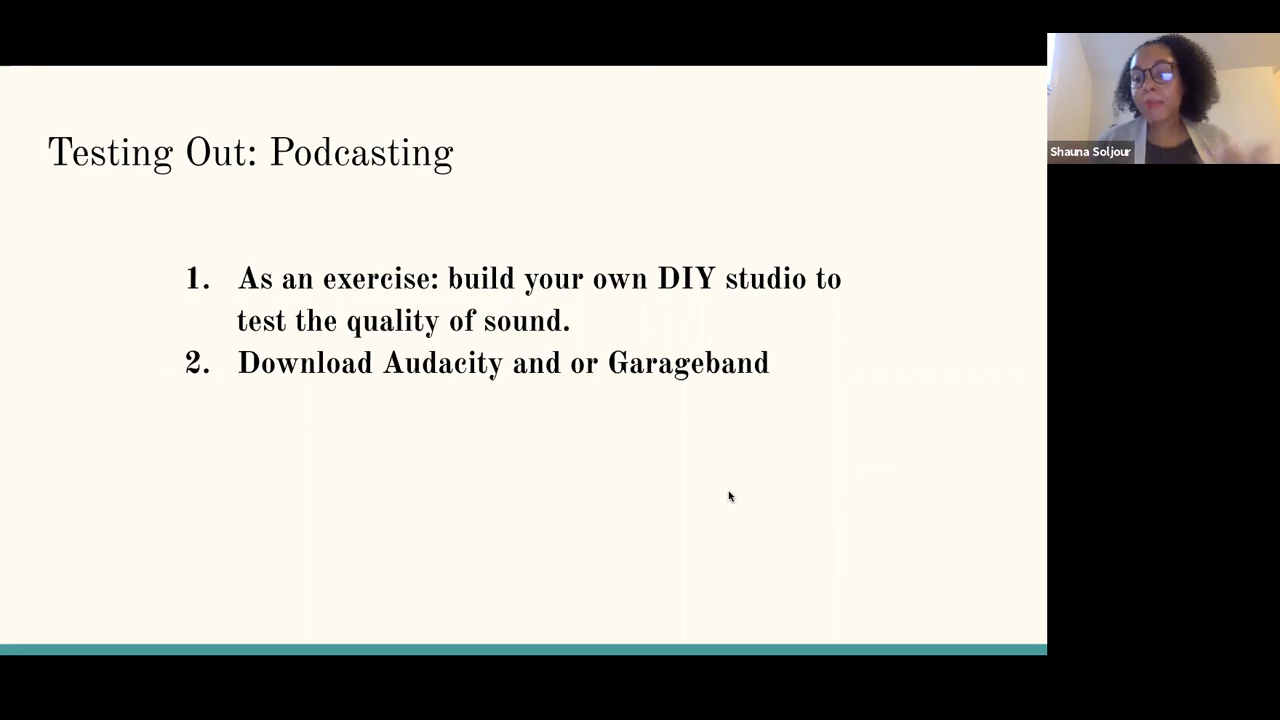 Testing Out: Podcasting
1. As an exercise: build your own DIY studio to
test the quality of sound.
2. Download Audacity and or Garageband
Shauna Soljour